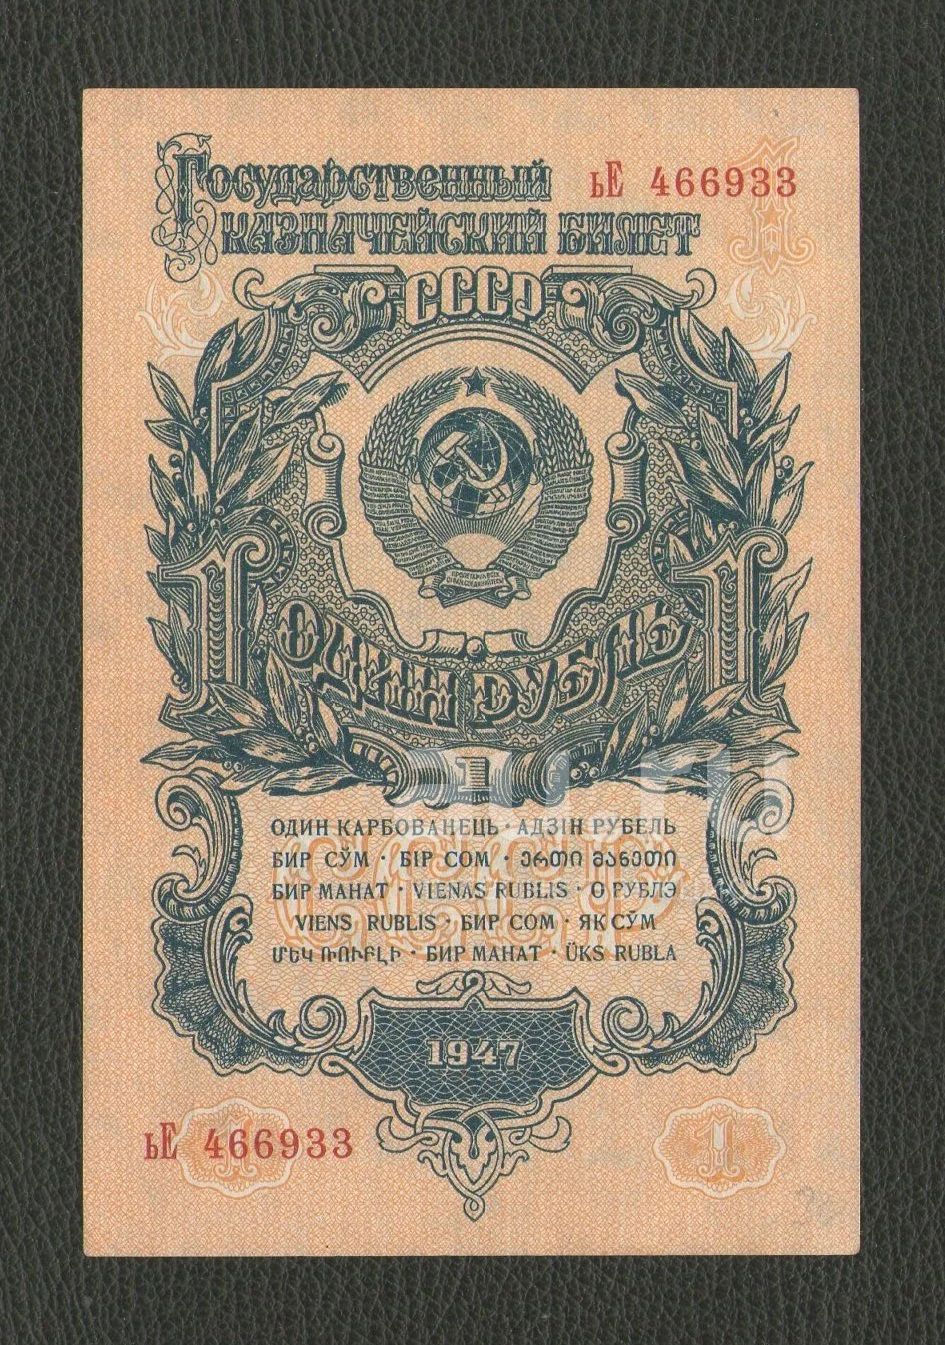 Государственный
ьЕ 466933
КАЗНАЧЕЙСКИЙ БИЛЕТ
СССР
1
1
ОДИН РУБЛЬ
1
ОДИН КАРБОВАНЕЦЬ · АДЗІН РУБЕЛЬ
БИР СЎМ · БІР СОМ · ერთი მანეთი
БИР МАНАТ · VIENAS RUBLIS · О РУБЛЭ
VIENS RUBLIS · БИР СОМ · ЯК СӮМ
ՄԵԿ ՌՈՒԲԼԻ · БИР МАНАТ · ÜKS RUBLA
1947
ьЕ 466933
1